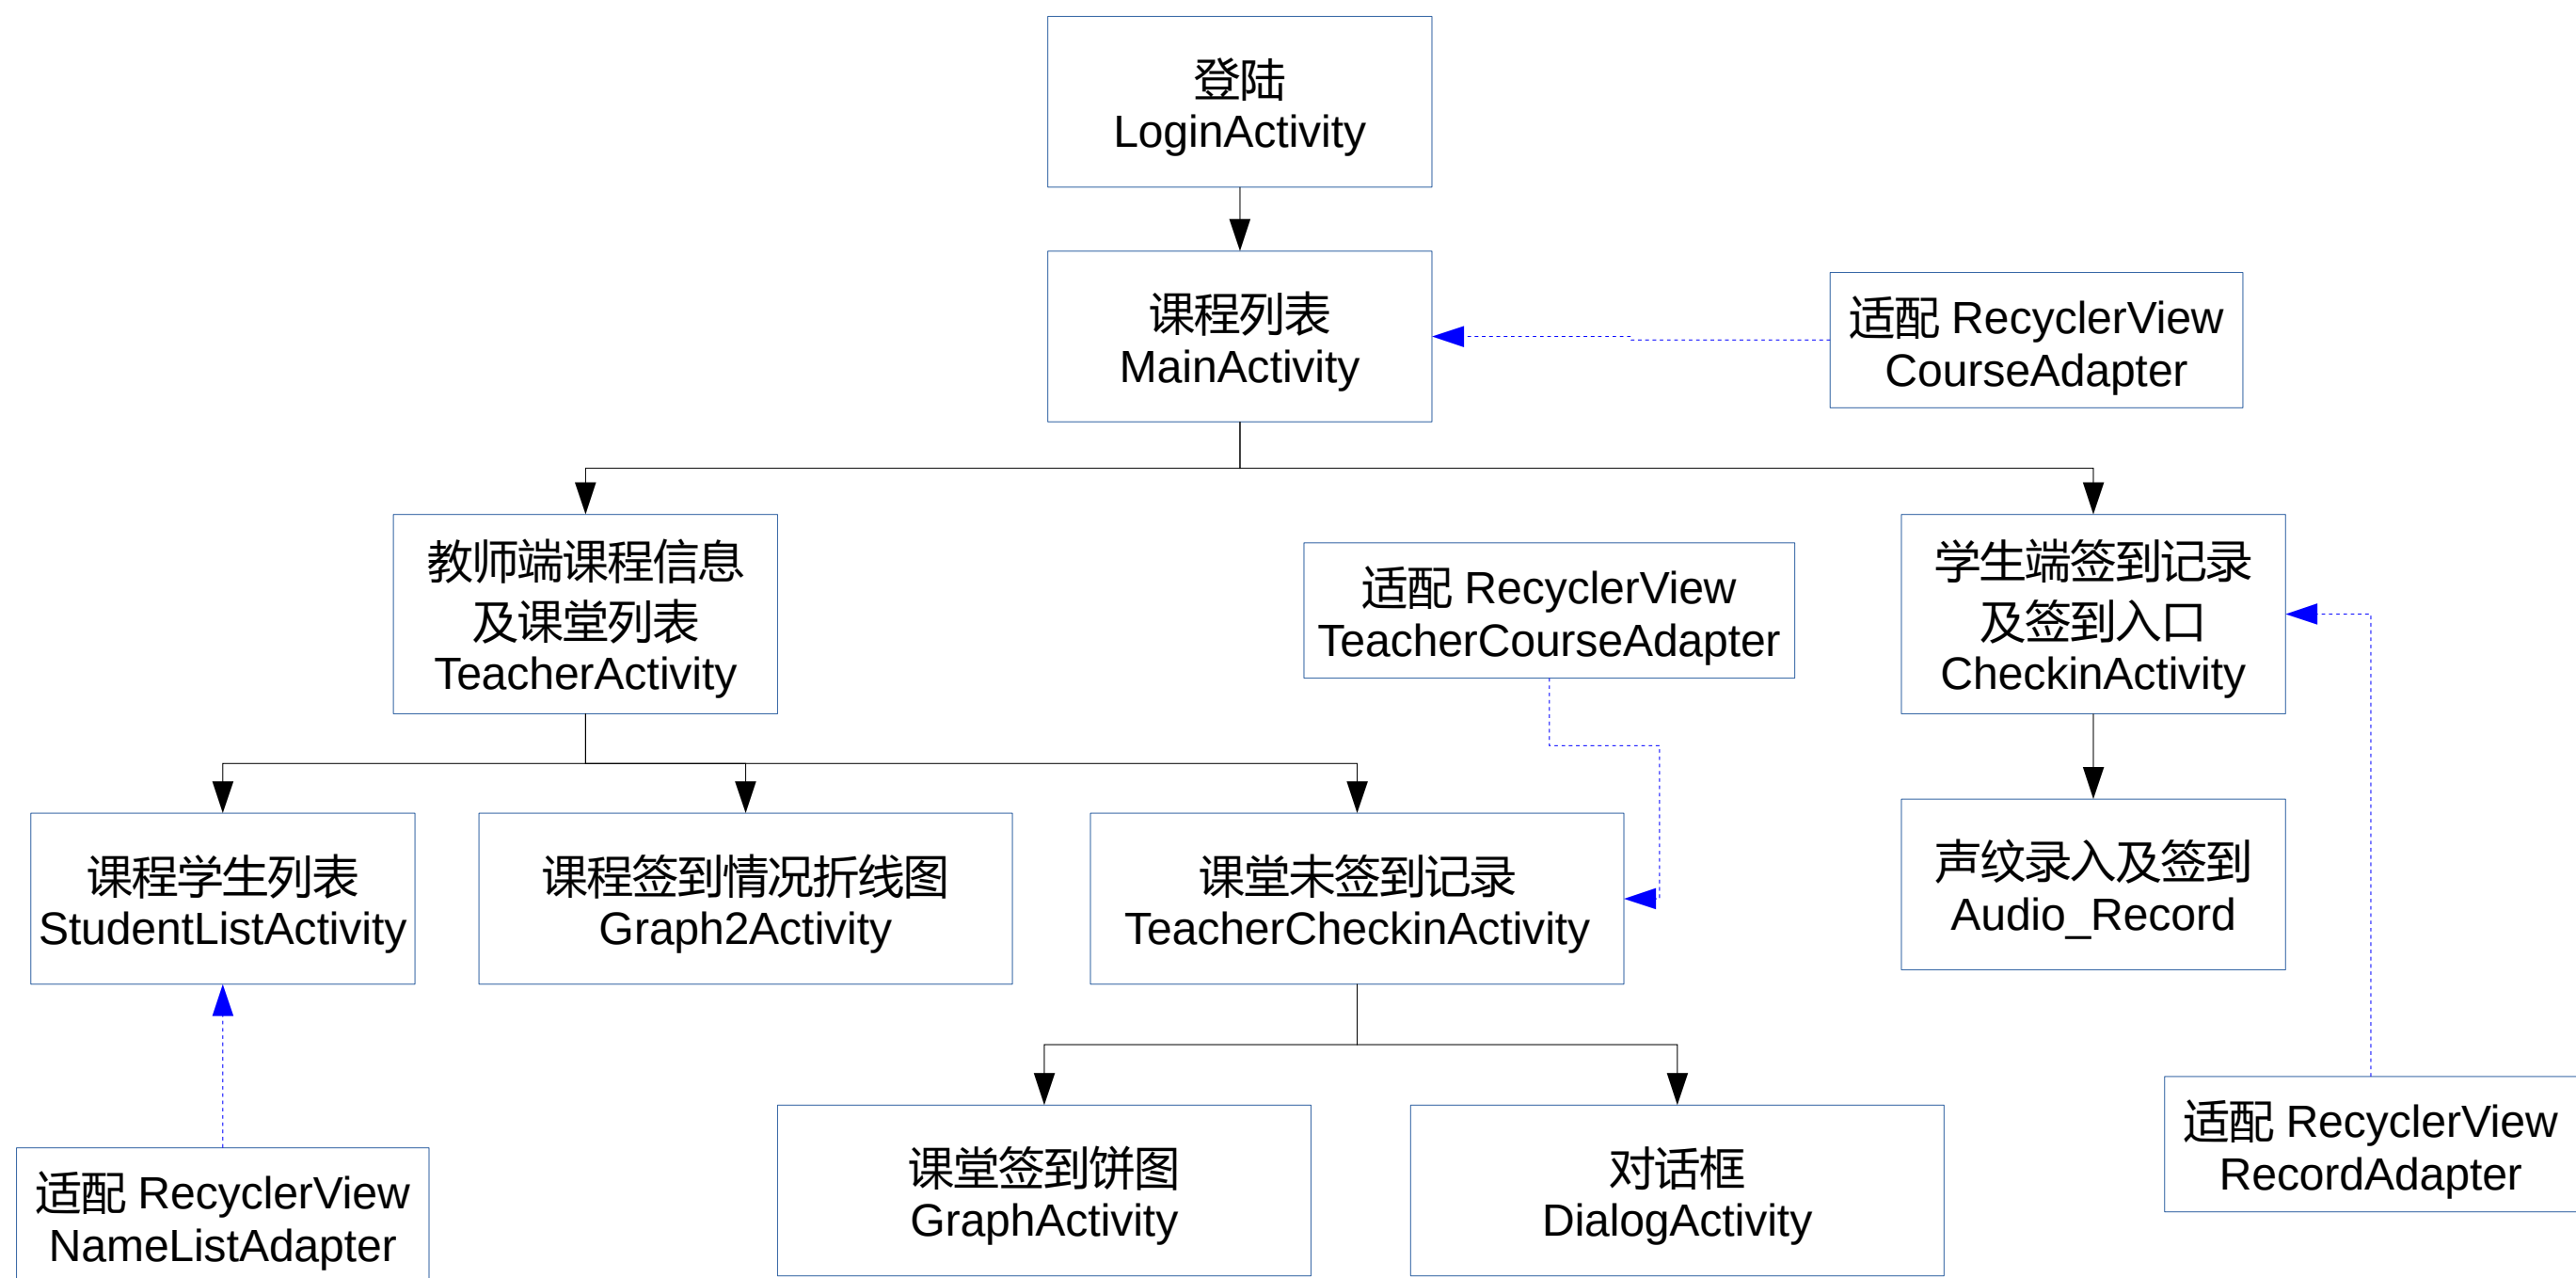 登陆
LoginActivity
课程列表
MainActivity
适配 RecyclerView
CourseAdapter
教师端课程信息
及课堂列表
TeacherActivity
适配 RecyclerView
TeacherCourseAdapter
学生端签到记录
及签到入口
CheckinActivity
课程学生列表
StudentListActivity
课程签到情况折线图
Graph2Activity
课堂未签到记录
TeacherCheckinActivity
声纹录入及签到
Audio_Record
适配 RecyclerView
NameListAdapter
课堂签到饼图
GraphActivity
对话框
DialogActivity
适配 RecyclerView
RecordAdapter